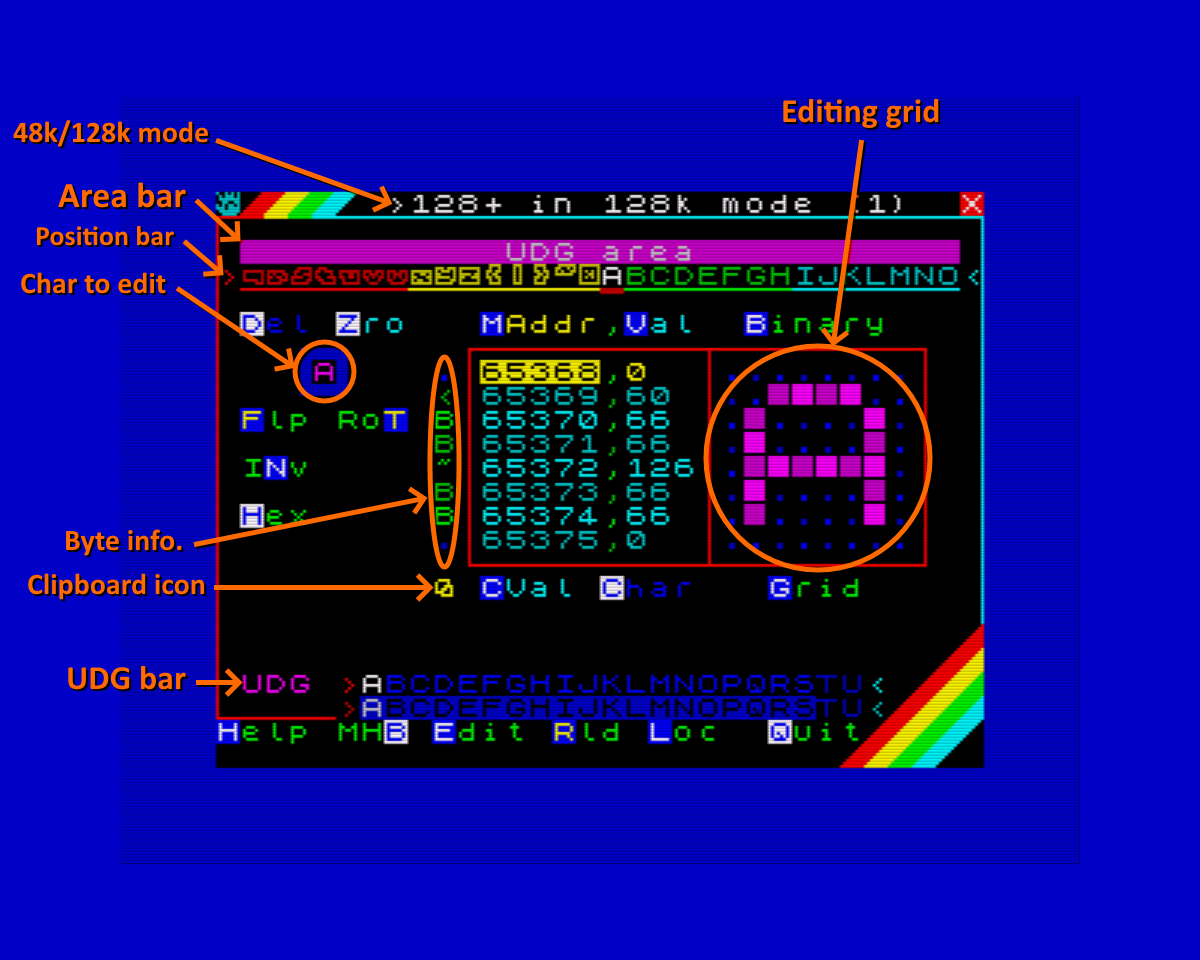 Editing grid
48k/128k mode
Area bar
>128+ in 128k mode (1) X
Position bar
UDG area
> ABCDEFGHIJKLMNO <
Char to edit
Del Zro MAddr,Val Binary
A
65368,0
< 65369,60
Flp RoT B 65370,66
B 65371,66
INv ~ 65372,126
B 65373,66
Hex B 65374,66
65375,0
Byte info.
Clipboard icon
CVal Char Grid
UDG bar
UDG >ABCDEFGHIJKLMNOPQRSTU<
>ABCDEFGHIJKLMNOPQRSTU<
Help MHB Edit Rld Loc Quit